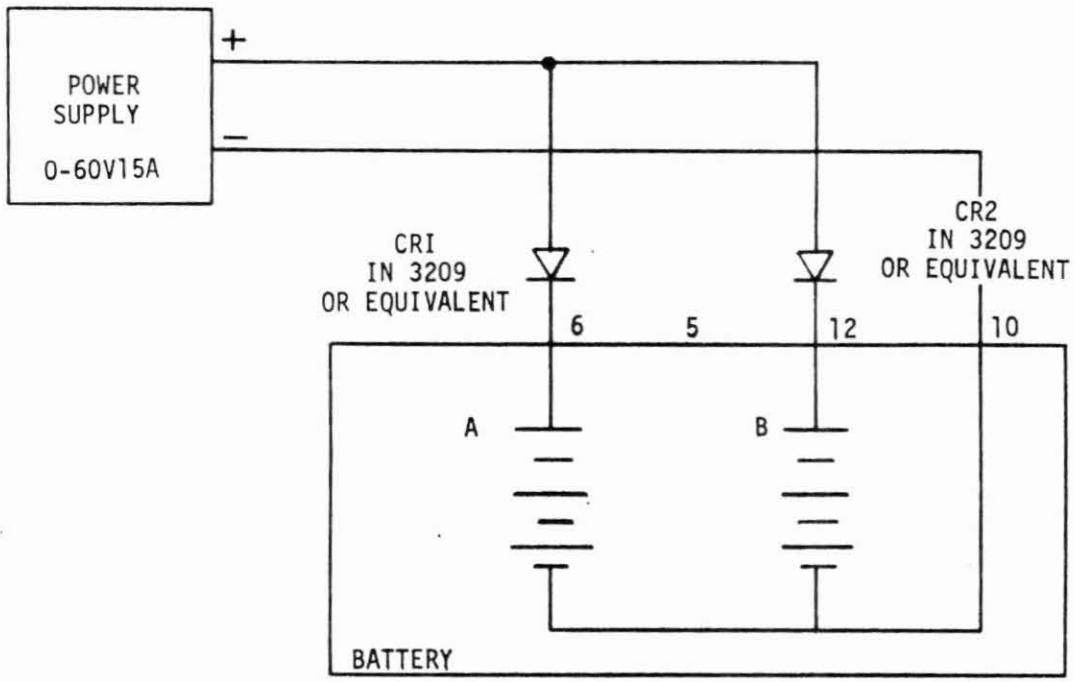 +
POWER
SUPPLY
0-60V15A
−
CRI
IN 3209
OR EQUIVALENT
CR2
IN 3209
OR EQUIVALENT
6
5
12
10
A
B
BATTERY